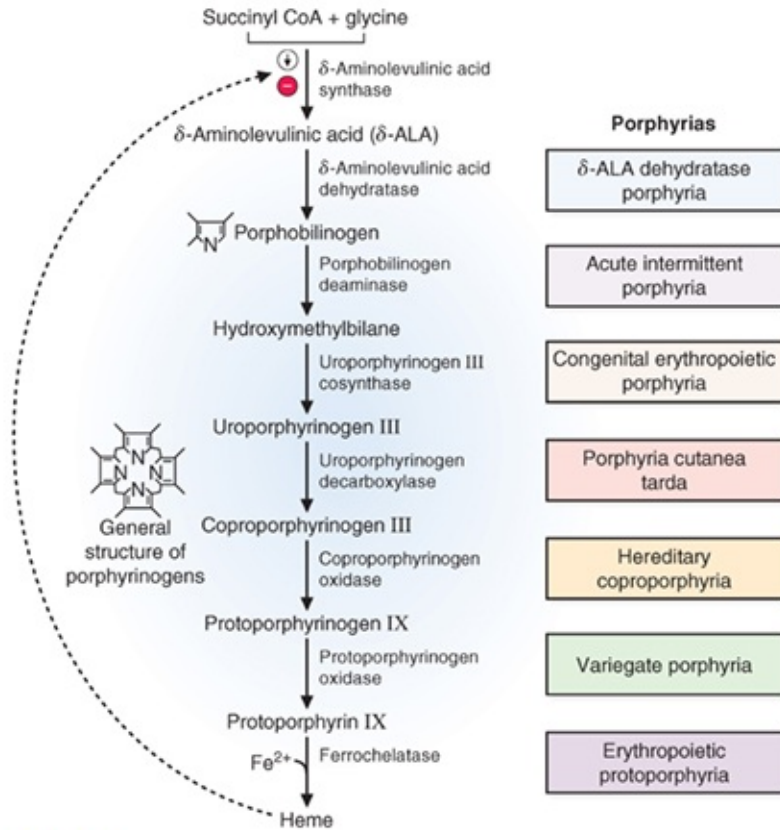 Succinyl CoA + glycine
δ-Aminolevulinic acid
synthase
δ-Aminolevulinic acid (δ-ALA)
δ-Aminolevulinic acid
dehydratase
N
Porphobilinogen
Porphobilinogen
deaminase
Hydroxymethylbilane
Uroporphyrinogen III
cosynthase
Uroporphyrinogen III
Uroporphyrinogen
decarboxylase
Coproporphyrinogen III
Coproporphyrinogen
oxidase
Protoporphyrinogen IX
Protoporphyrinogen
oxidase
Protoporphyrin IX
Fe²⁺
Ferrochelatase
Heme
N
N N
N
General
structure of
porphyrinogens
Porphyrias
δ-ALA dehydratase
porphyria
Acute intermittent
porphyria
Congenital erythropoietic
porphyria
Porphyria cutanea
tarda
Hereditary
coproporphyria
Variegate porphyria
Erythropoietic
protoporphyria